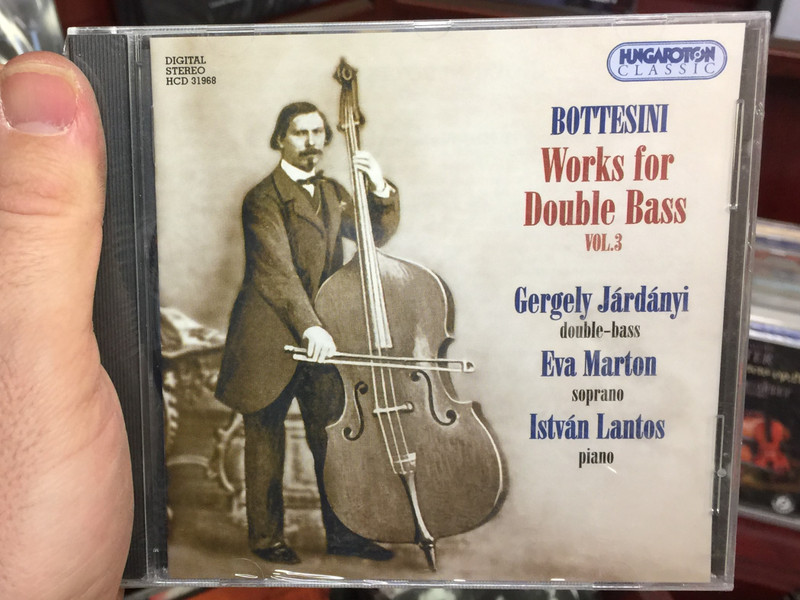 DIGITAL
STEREO
HCD 31968
HUNGAROTON
CLASSIC
BOTTESINI
Works for
Double Bass
VOL.3
Gergely Járdányi
double-bass
Eva Marton
soprano
István Lantos
piano